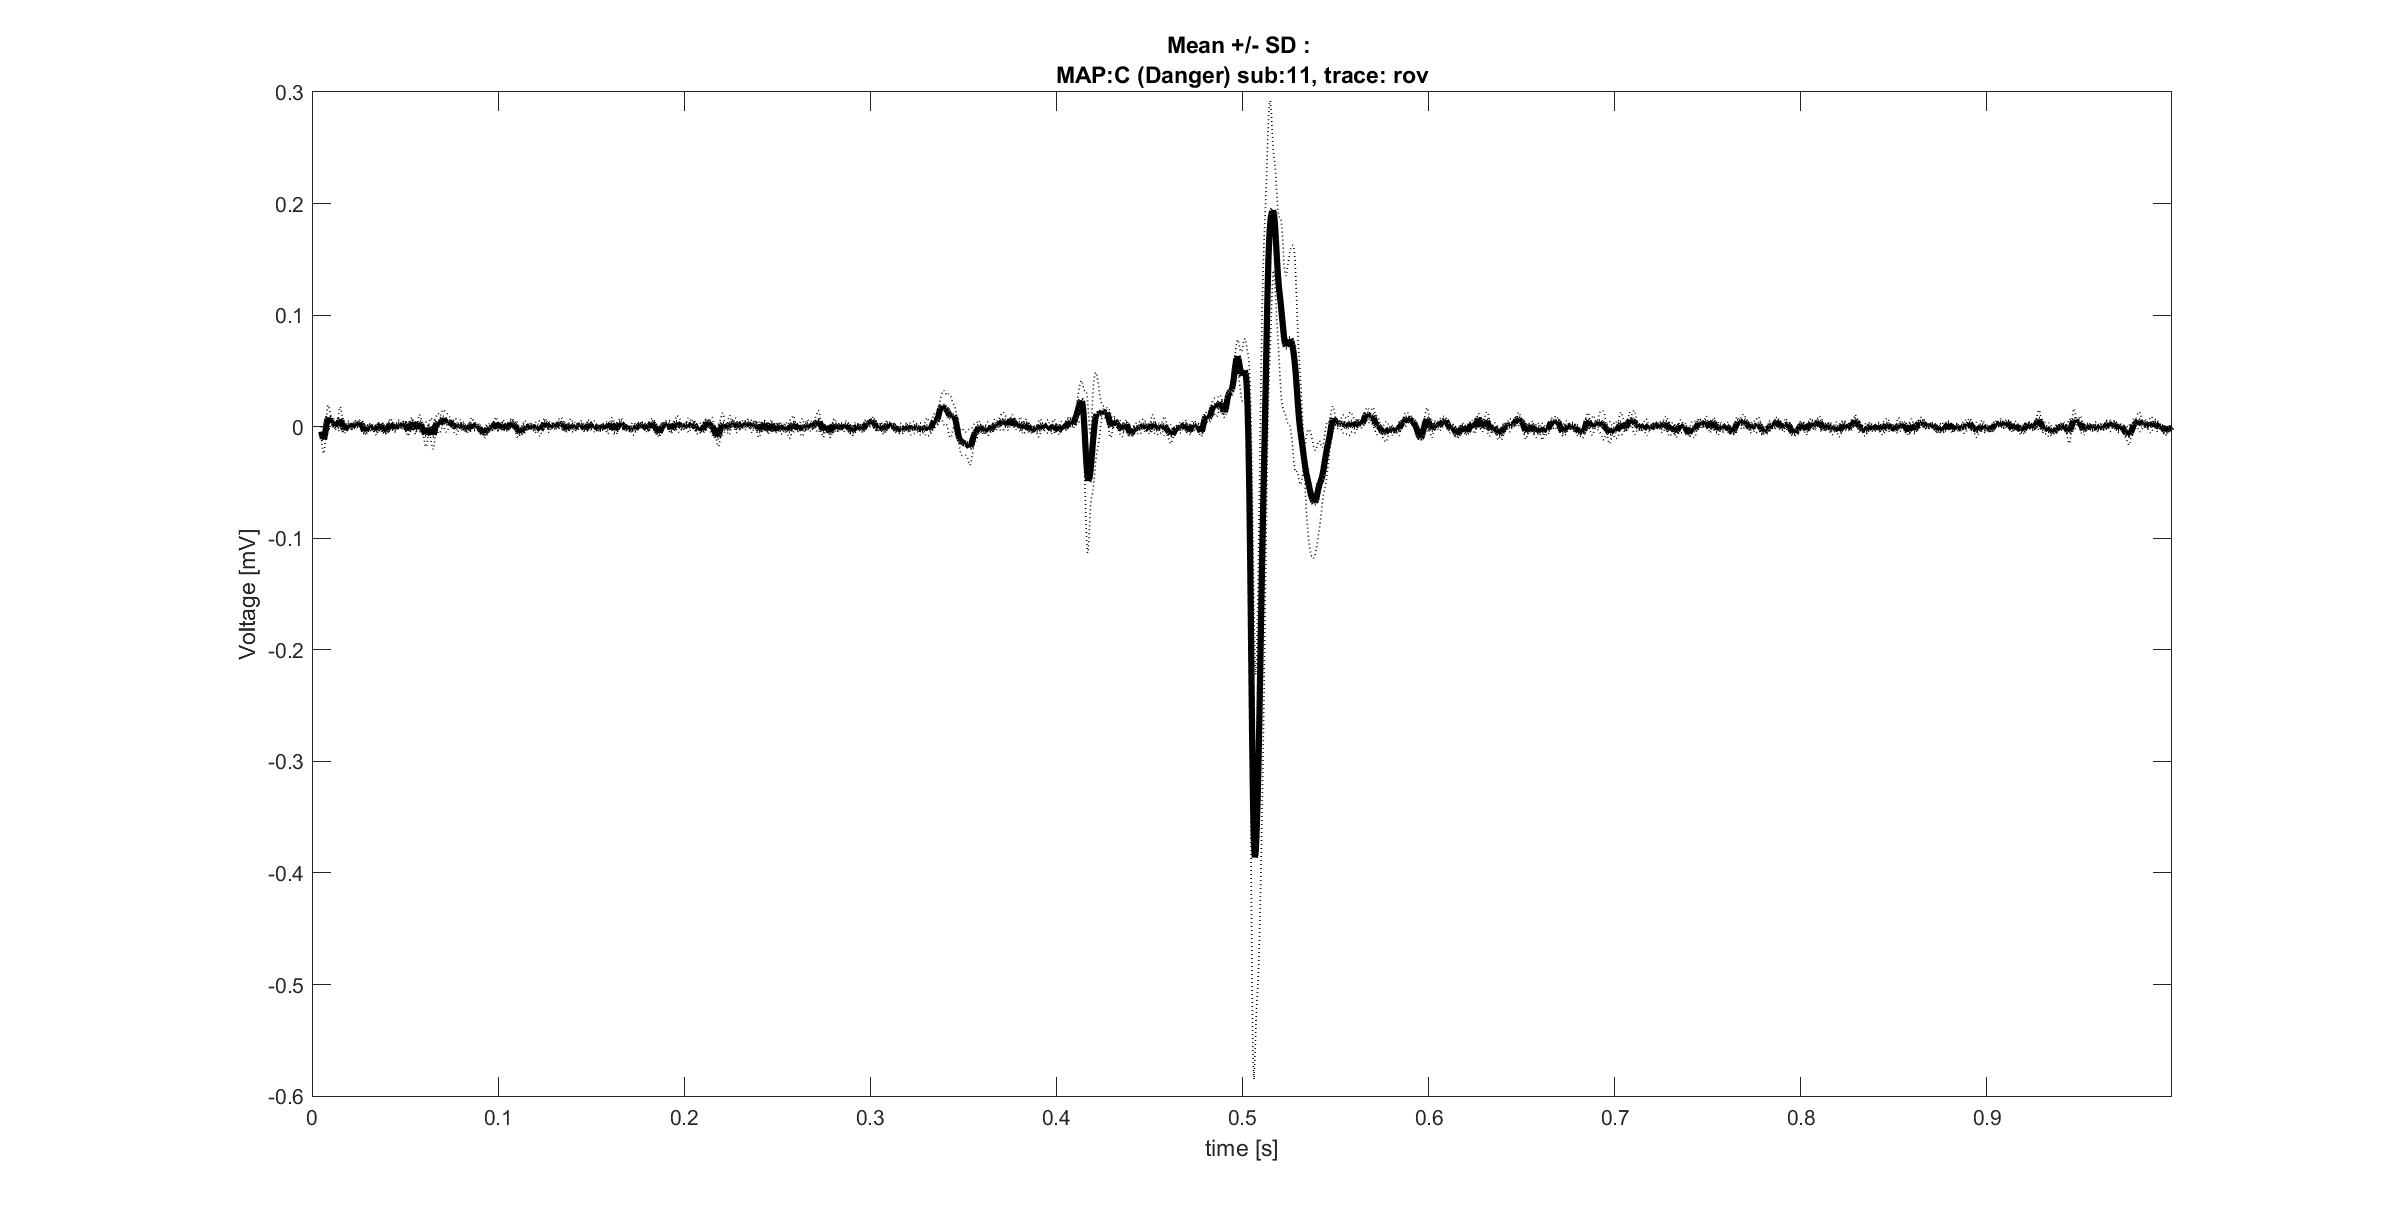 Mean +/- SD :
MAP:C (Danger) sub:11, trace: rov
0.3
0.2
0.1
0
-0.1
-0.2
-0.3
-0.4
-0.5
-0.6
Voltage [mV]
0 0.1 0.2 0.3 0.4 0.5 0.6 0.7 0.8 0.9
time [s]